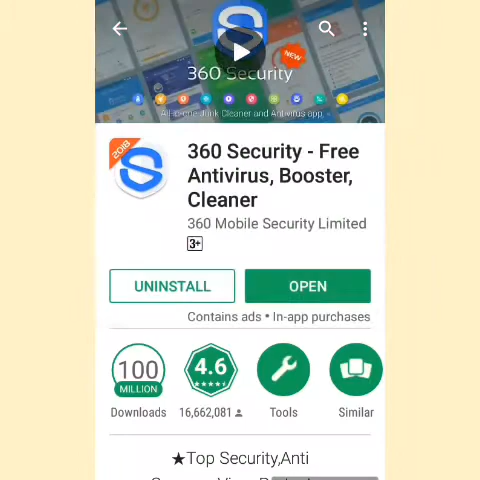 NEW
360 Security
All-in-one Junk Cleaner and Antivirus app.
2018
360 Security - Free
Antivirus, Booster,
Cleaner
360 Mobile Security Limited
3+
UNINSTALL
OPEN
Contains ads • In-app purchases
100
MILLION
4.6
Downloads
16,662,081
Tools
Similar
★Top Security,Anti